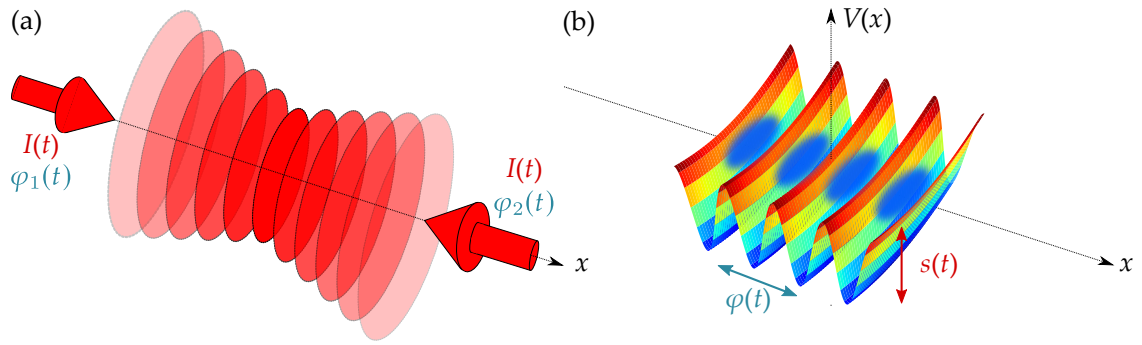 (a)
I(t)
φ₁(t)
I(t)
φ₂(t)
x
(b)
V(x)
x
s(t)
φ(t)